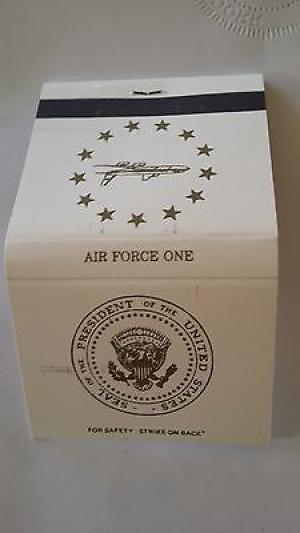 AIR FORCE ONE
SEAL OF THE PRESIDENT OF THE UNITED STATES
FOR SAFETY STRIKE ON BACK